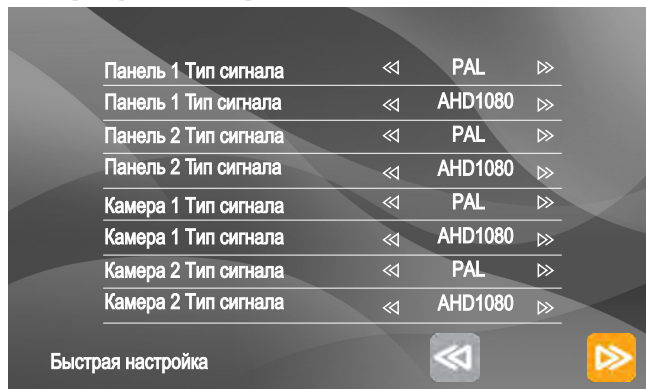 Панель 1 Тип сигнала PAL
Панель 1 Тип сигнала AHD1080
Панель 2 Тип сигнала PAL
Панель 2 Тип сигнала AHD1080
Камера 1 Тип сигнала PAL
Камера 1 Тип сигнала AHD1080
Камера 2 Тип сигнала PAL
Камера 2 Тип сигнала AHD1080
Быстрая настройка